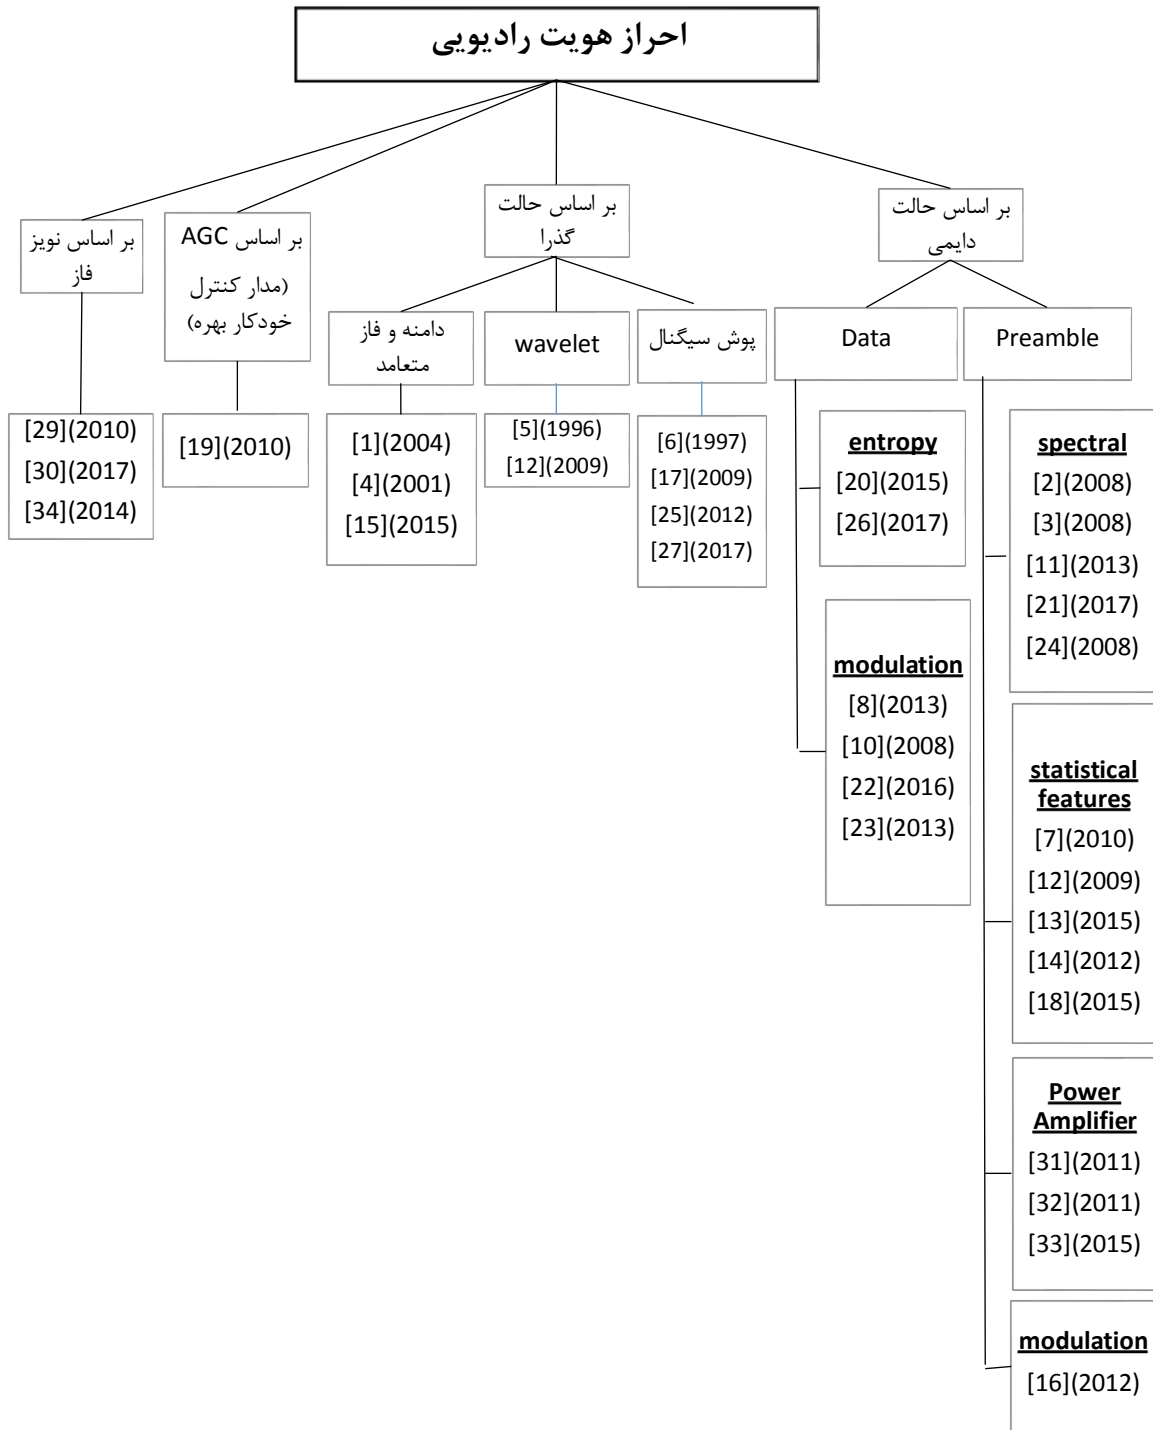 احراز هویت رادیویی
بر اساس حالت
دایمی
بر اساس حالت
گذرا
بر اساس AGC
(مدار کنترل
خودکار بهره)
بر اساس نویز
فاز
Preamble
Data
پوش سیگنال
wavelet
دامنه و فاز
متعامد
spectral
[2](2008)
[3](2008)
[11](2013)
[21](2017)
[24](2008)
statistical
features
[7](2010)
[12](2009)
[13](2015)
[14](2012)
[18](2015)
Power
Amplifier
[31](2011)
[32](2011)
[33](2015)
modulation
[16](2012)
entropy
[20](2015)
[26](2017)
modulation
[8](2013)
[10](2008)
[22](2016)
[23](2013)
[6](1997)
[17](2009)
[25](2012)
[27](2017)
[5](1996)
[12](2009)
[1](2004)
[4](2001)
[15](2015)
[19](2010)
[29](2010)
[30](2017)
[34](2014)